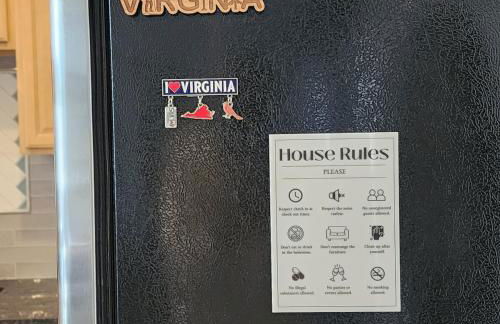 VIRGINIA
I VIRGINIA
House Rules
PLEASE
Respect check in &
check out times.
Respect the noise
curfew.
No unregistered
guests allowed.
Don't eat or drink
in the bedrooms.
Don't rearrange the
furniture.
Clean up after
yourself.
No illegal
substances allowed.
No parties or
events allowed.
No smoking
allowed.